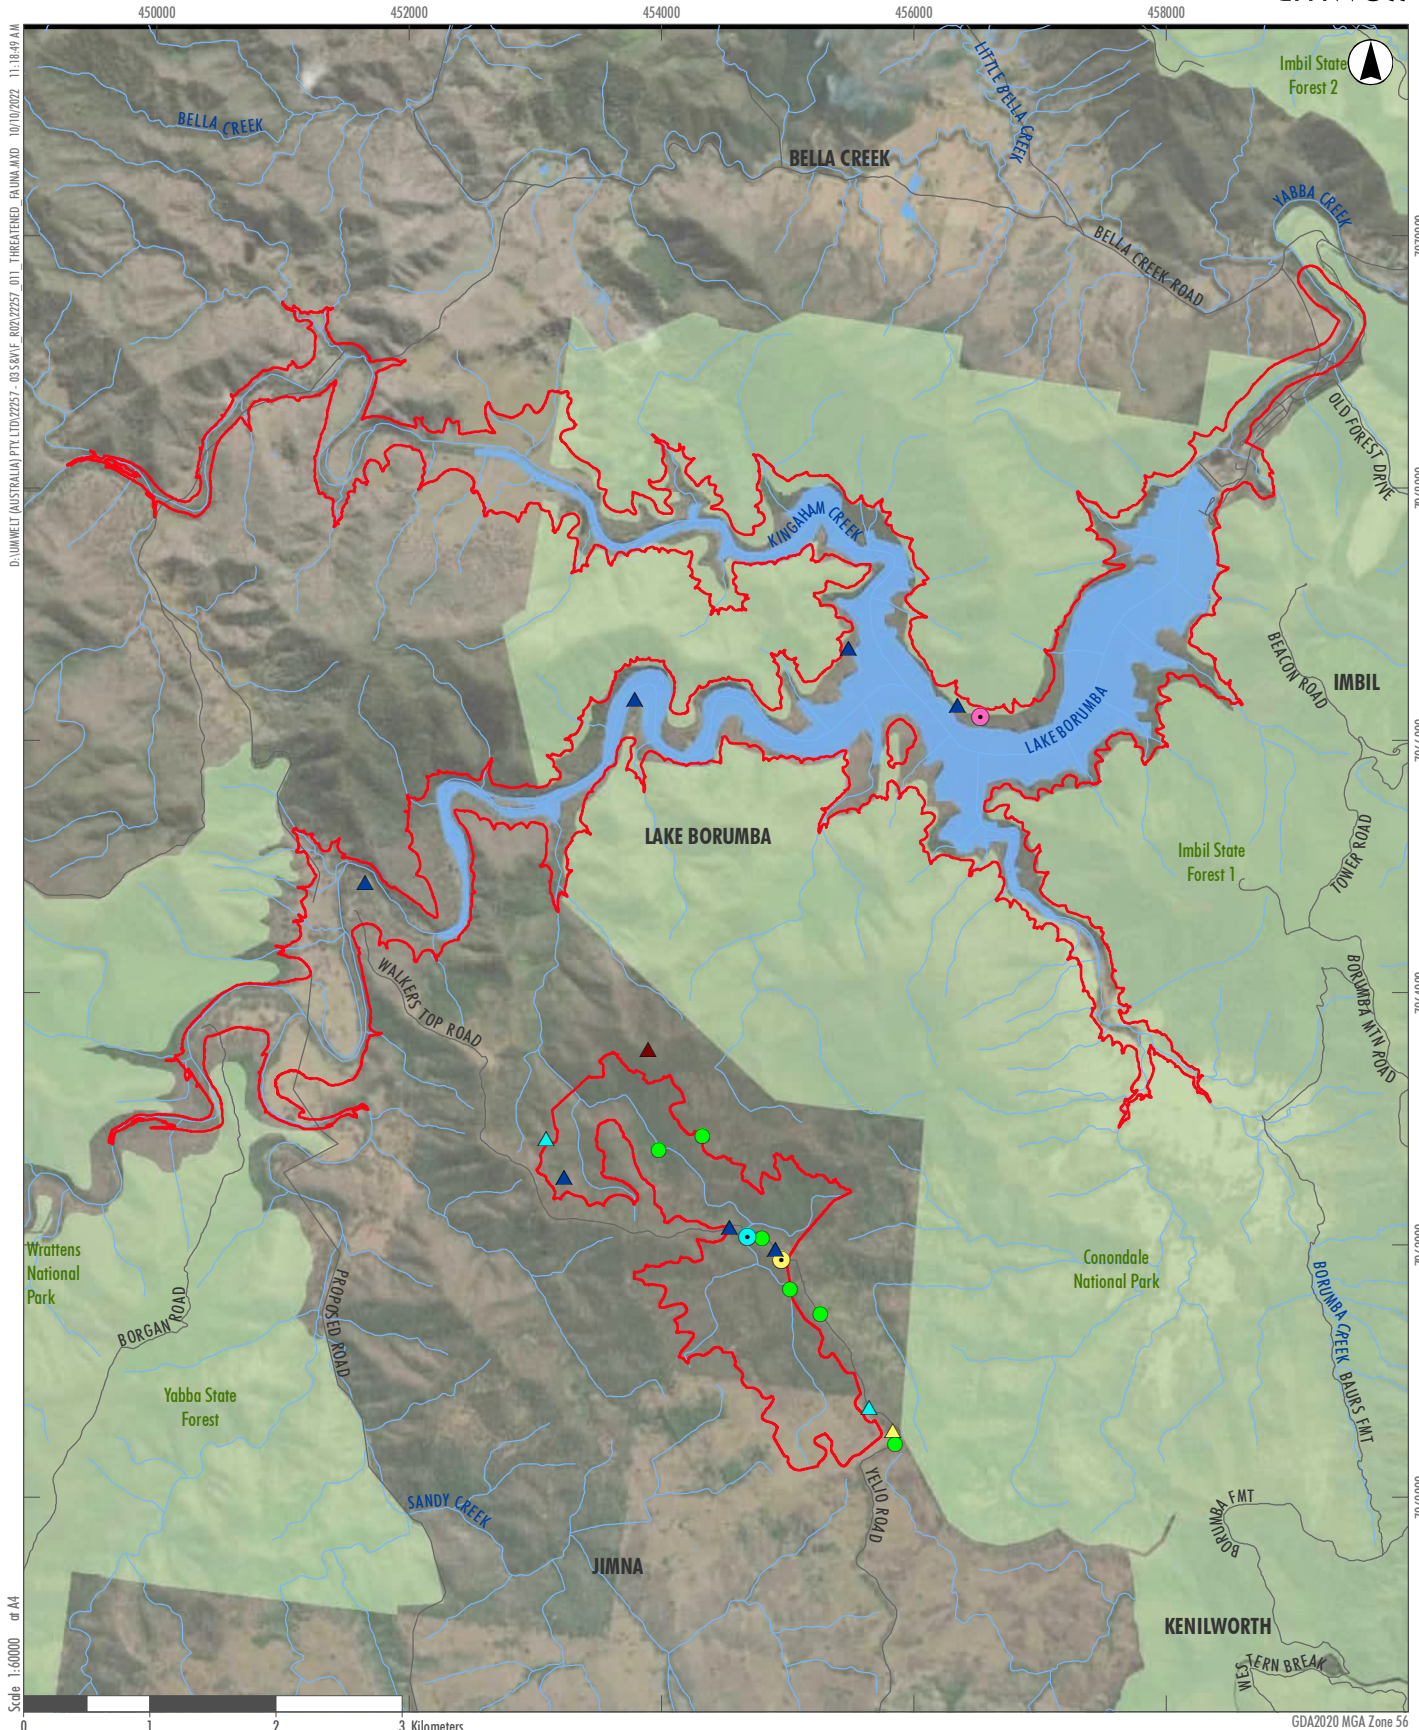 450000
452000
454000
456000
458000
D:\UMWELT (AUSTRALIA) PTY. LTD\22257 - 03 S&V\F_R02\22257_011_THREATENED_FAUNA.MXD 10/10/2022 11:18:49 AM
Imbil State
Forest 2
LITTLE BELLA CREEK
BELLA CREEK
BELLA CREEK
YABBA CREEK
BELLA CREEK ROAD
OLD FOREST DRIVE
KINGAHAM CREEK
BEACON ROAD
IMBIL
LAKE BORUMBA
LAKE BORUMBA
Imbil State
Forest 1
TOWER ROAD
WALKERS TOP ROAD
BORUMBA MTN ROAD
Wrattens
National
Park
Conondale
National Park
PROPOSED ROAD
BORGAN ROAD
BORUMBA CREEK
BAURS FMT
Yabba State
Forest
YELIO ROAD
SANDY CREEK
BORUMBA FMT
JIMNA
KENILWORTH
WESTERN BREAK
Scale 1:60000 at A4
0 1 2 3 Kilometers
GDA2020 MGA Zone 56